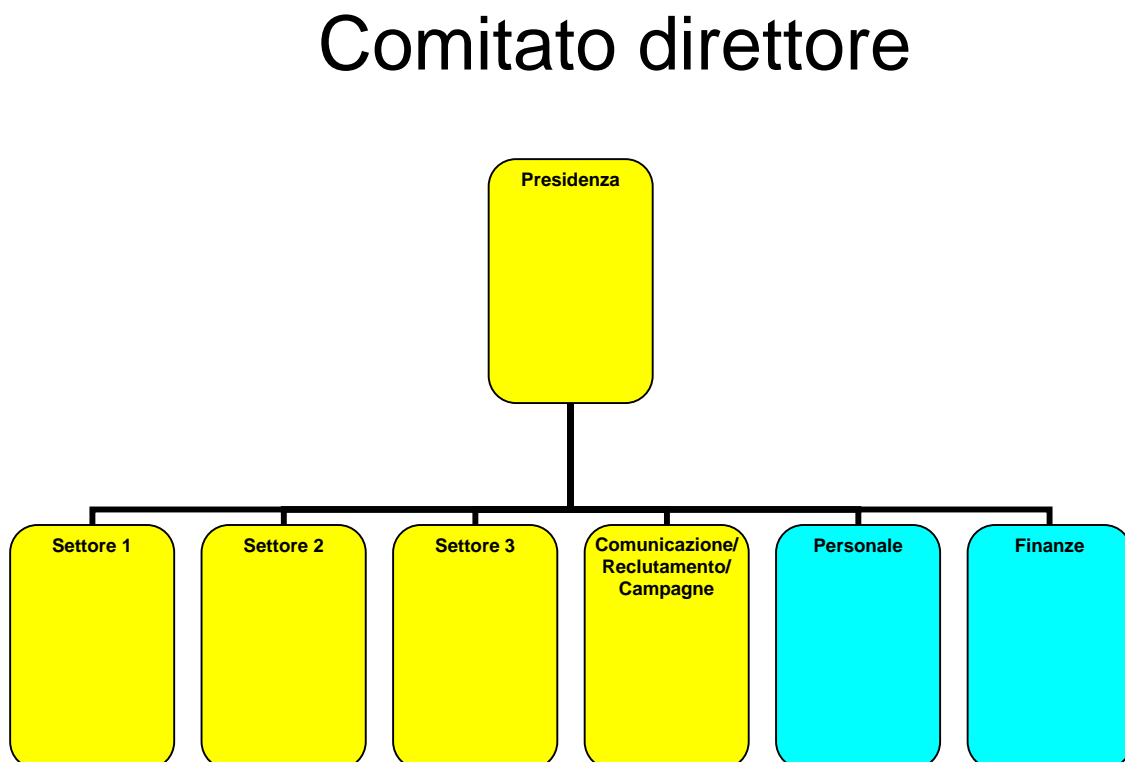 Comitato direttore
Presidenza
Settore 1
Settore 2
Settore 3
Comunicazione/
Reclutamento/
Campagne
Personale
Finanze